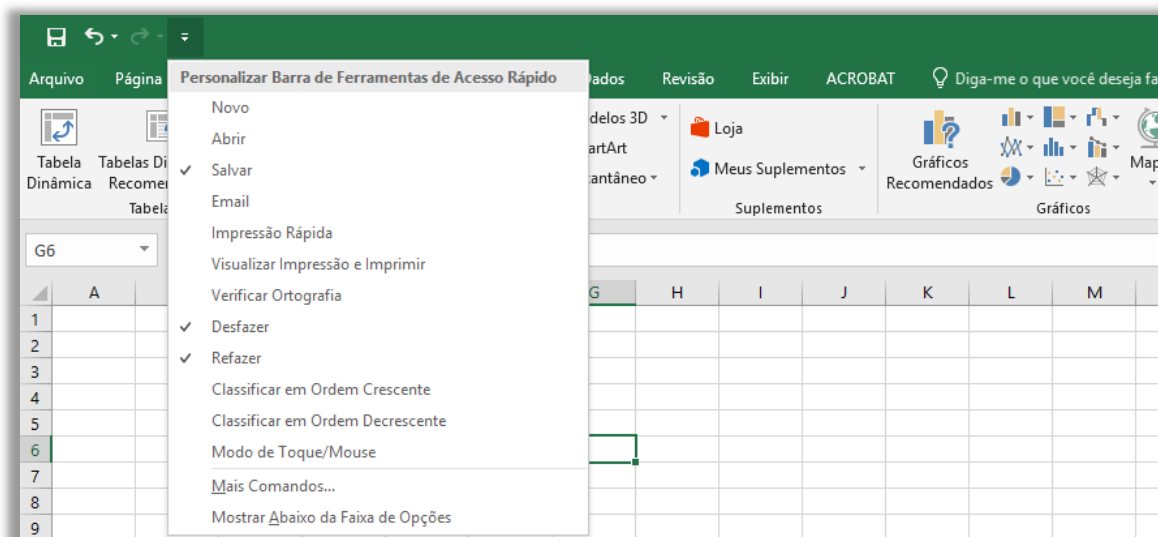 Arquivo Página Dados Revisão Exibir ACROBAT Diga-me o que você deseja
Personalizar Barra de Ferramentas de Acesso Rápido
Novo
Abrir
Salvar
Email
Impressão Rápida
Visualizar Impressão e Imprimir
Verificar Ortografia
Desfazer
Refazer
Classificar em Ordem Crescente
Classificar em Ordem Decrescente
Modo de Toque/Mouse
Mais Comandos...
Mostrar Abaixo da Faixa de Opções
Tabela
Dinâmica
Tabelas Di
Recomen
Tabela
delos 3D
artArt
tantâneo
Loja
Meus Suplementos
Suplementos
Gráficos
Recomendados
Map
Gráficos
G6
A G H I J K L M
1
2
3
4
5
6
7
8
9